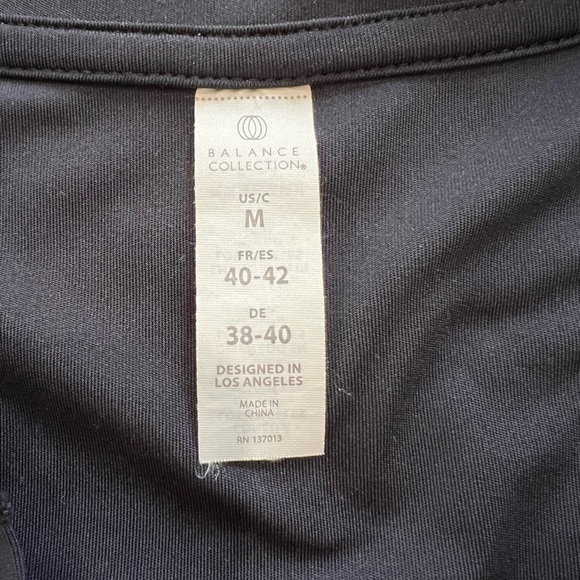 BALANCE
COLLECTION®
US/C
M
FR/ES
40-42
DE
38-40
DESIGNED IN
LOS ANGELES
MADE IN
CHINA
RN 137013